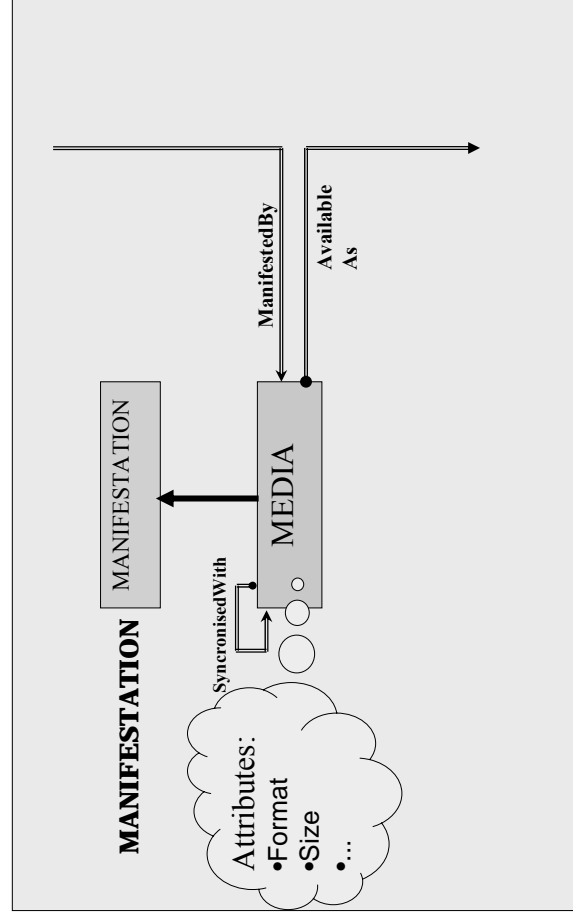 MANIFESTATION
MANIFESTATION
SyncronisedWith
MEDIA
ManifestedBy
Available
As
Attributes:
•Format
•Size
•...